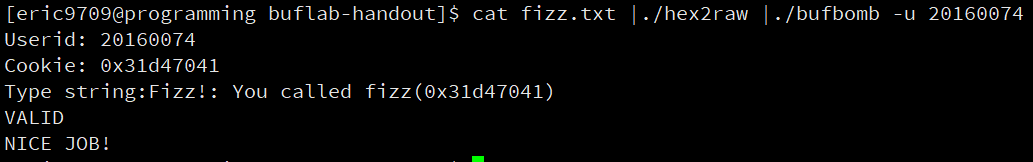 [eric9709@programming buflab-handout]$ cat fizz.txt |./hex2raw |./bufbomb -u 20160074
Userid: 20160074
Cookie: 0x31d47041
Type string:Fizz!: You called fizz(0x31d47041)
VALID
NICE JOB!